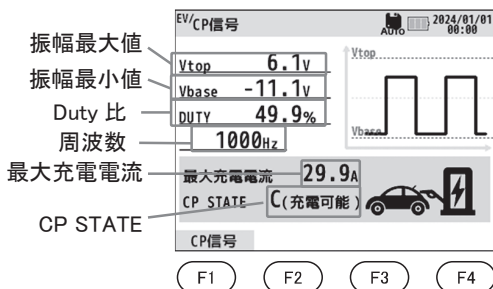 EV/CP信号
AUTO
2024/01/01
00:00
振幅最大値
Vtop 6.1V
振幅最小値
Vbase -11.1V
Duty 比
DUTY 49.9%
周波数
1000Hz
Vtop
Vbase
最大充電電流
最大充電電流 29.9A
CP STATE
CP STATE C(充電可能)
CP信号
F1 F2 F3 F4